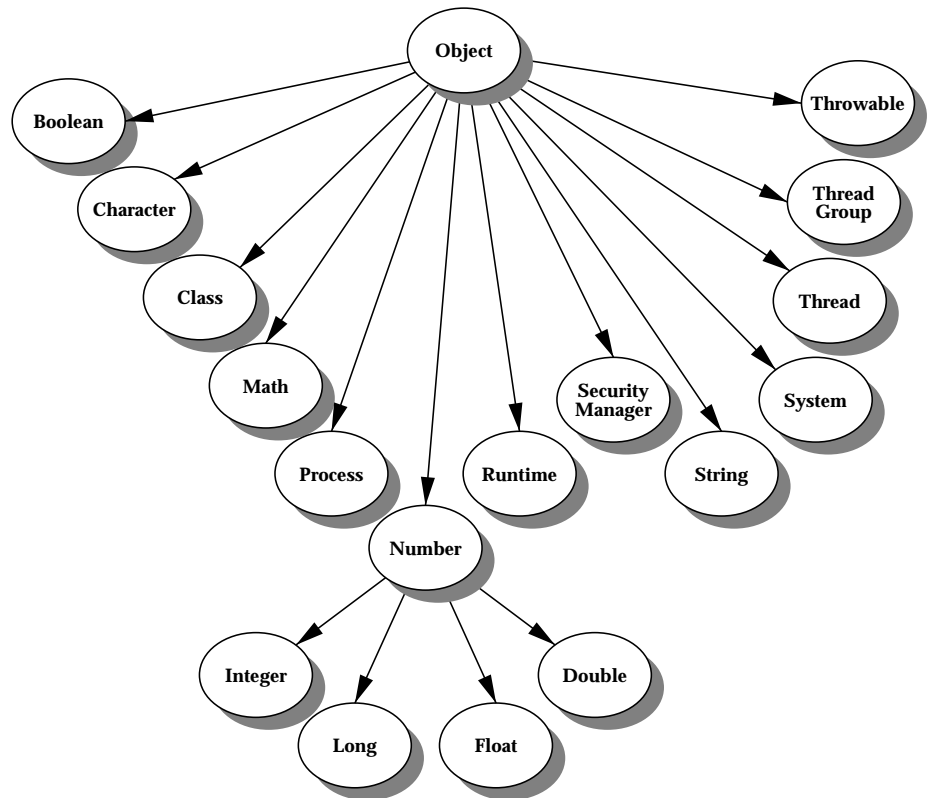 Object
Boolean
Throwable
Character
Thread
Group
Class
Thread
Math
Security
Manager
System
Process
Runtime
String
Number
Integer
Double
Long
Float